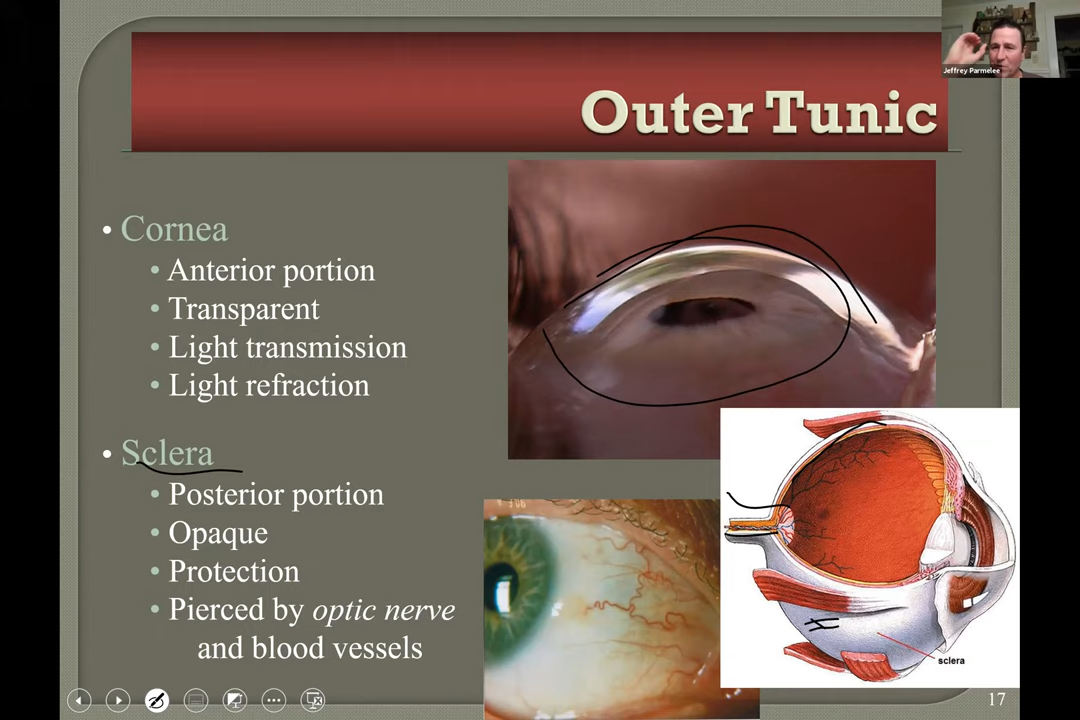 Jeffrey Parmelee
Outer Tunic
• Cornea
• Anterior portion
• Transparent
• Light transmission
• Light refraction
• Sclera
• Posterior portion
• Opaque
• Protection
• Pierced by optic nerve
and blood vessels
sclera
17